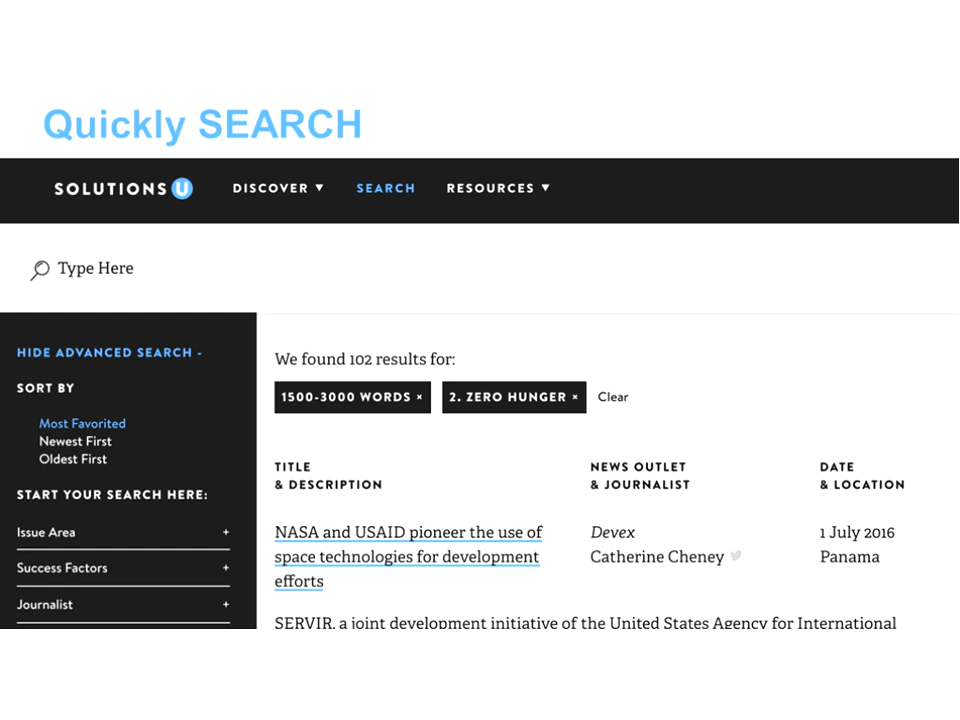 Quickly SEARCH
SOLUTIONS U DISCOVER ▼ SEARCH RESOURCES ▼
Type Here
HIDE ADVANCED SEARCH -
SORT BY
Most Favorited
Newest First
Oldest First
START YOUR SEARCH HERE:
Issue Area +
Success Factors +
Journalist +
We found 102 results for:
1500-3000 WORDS × 2. ZERO HUNGER × Clear
TITLE
& DESCRIPTION
NEWS OUTLET
& JOURNALIST
DATE
& LOCATION
NASA and USAID pioneer the use of
space technologies for development
efforts
Devex
Catherine Cheney
1 July 2016
Panama
SERVIR, a joint development initiative of the United States Agency for International